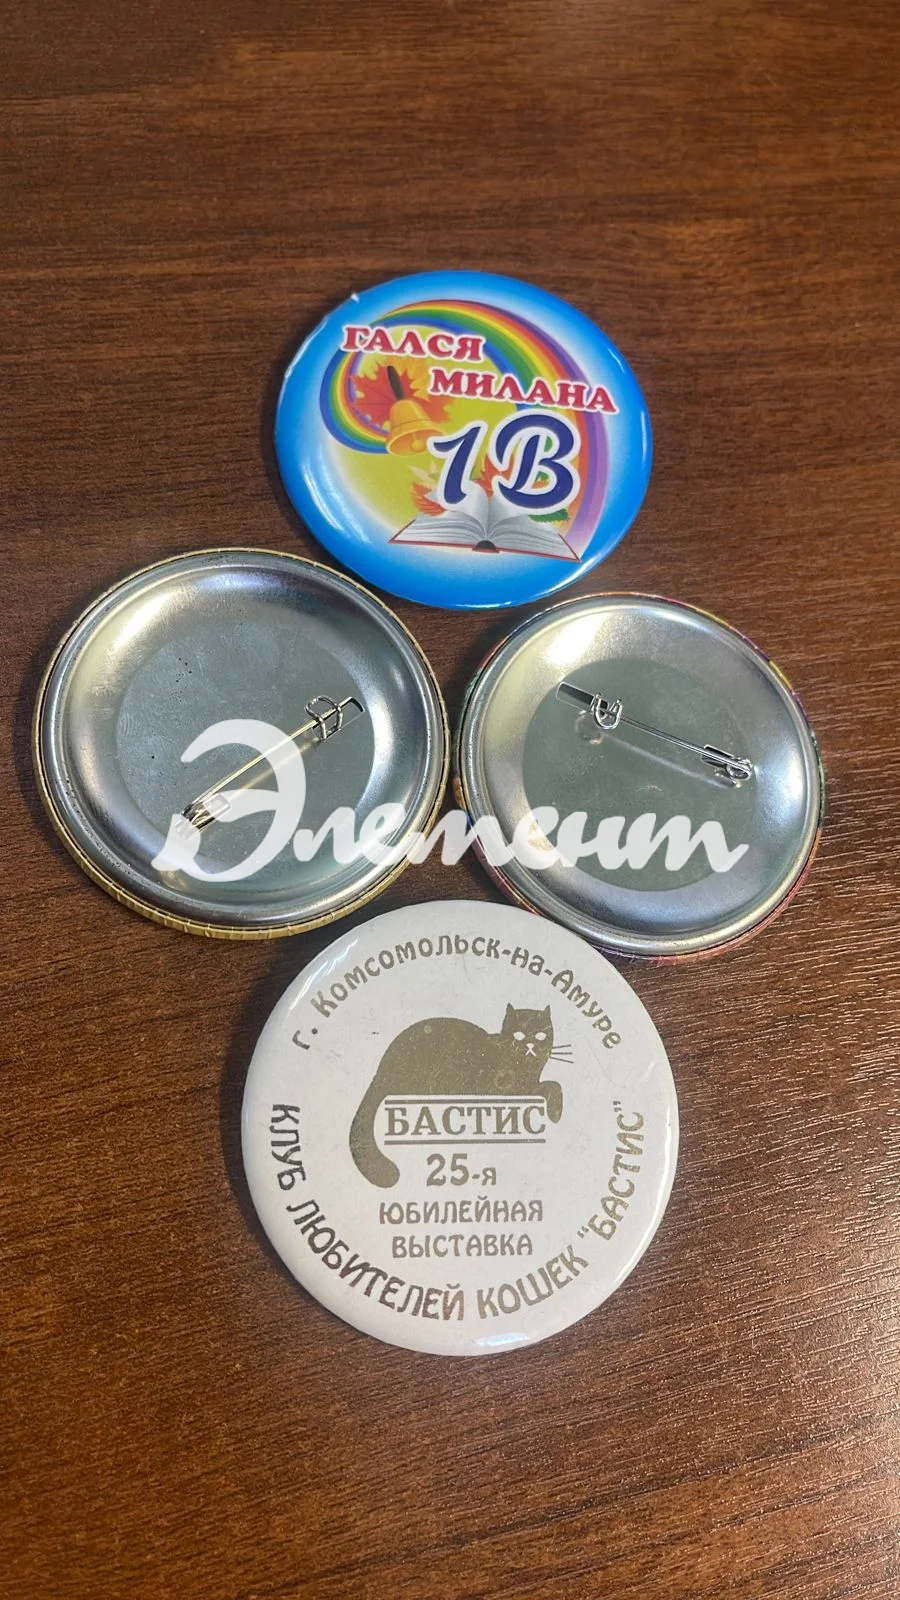 ГАЛСЯ
МИЛАНА
1В
Элемент
г. Комсомольск-на-Амуре
БАСТИС
25-я
ЮБИЛЕЙНАЯ
ВЫСТАВКА
КЛУБ ЛЮБИТЕЛЕЙ КОШЕК "БАСТИС"